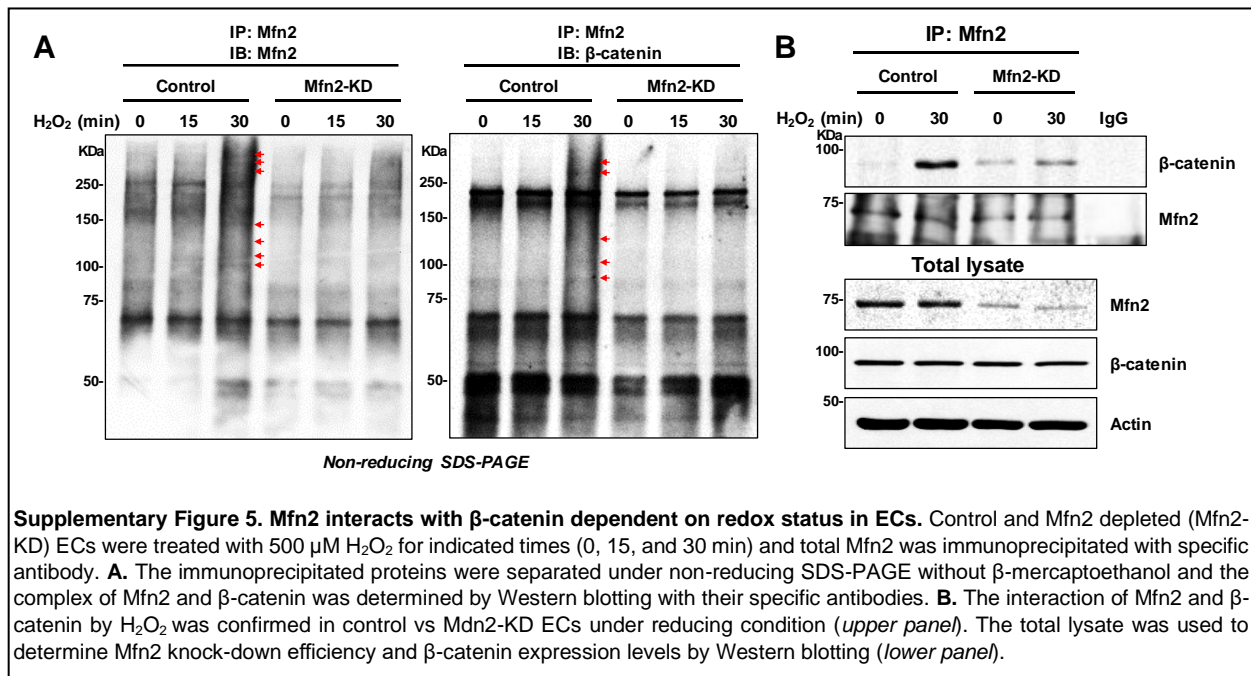 A
IP: Mfn2
IB: Mfn2
Control Mfn2-KD
H₂O₂ (min) 0 15 30 0 15 30
KDa
250-
150-
100-
75-
50-
IP: Mfn2
IB: β-catenin
Control Mfn2-KD
0 15 30 0 15 30
KDa
250-
150-
100-
75-
50-
Non-reducing SDS-PAGE
B
IP: Mfn2
Control Mfn2-KD
H₂O₂ (min) 0 30 0 30 IgG
KDa
100-
β-catenin
75-
Mfn2
Total lysate
75-
Mfn2
100-
β-catenin
50-
Actin
Supplementary Figure 5. Mfn2 interacts with β-catenin dependent on redox status in ECs. Control and Mfn2 depleted (Mfn2-
KD) ECs were treated with 500 µM H₂O₂ for indicated times (0, 15, and 30 min) and total Mfn2 was immunoprecipitated with specific
antibody. A. The immunoprecipitated proteins were separated under non-reducing SDS-PAGE without β-mercaptoethanol and the
complex of Mfn2 and β-catenin was determined by Western blotting with their specific antibodies. B. The interaction of Mfn2 and β-
catenin by H₂O₂ was confirmed in control vs Mdn2-KD ECs under reducing condition (upper panel). The total lysate was used to
determine Mfn2 knock-down efficiency and β-catenin expression levels by Western blotting (lower panel).